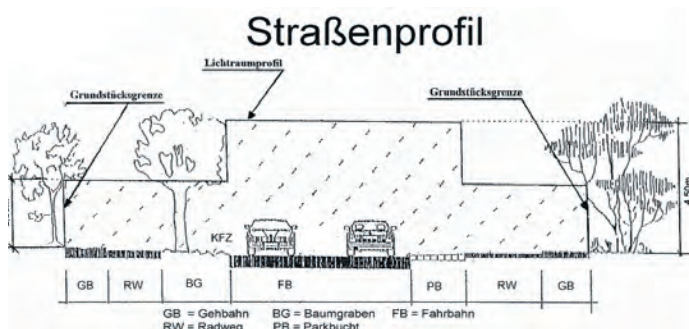 Straßenprofil
Lichtraumprofil
Grundstücksgrenze
Grundstücksgrenze
4,50m
KFZ
GB RW BG FB PB RW GB
GB = Gehbahn BG = Baumgraben FB = Fahrbahn
RW = Radweg PB = Parkbucht